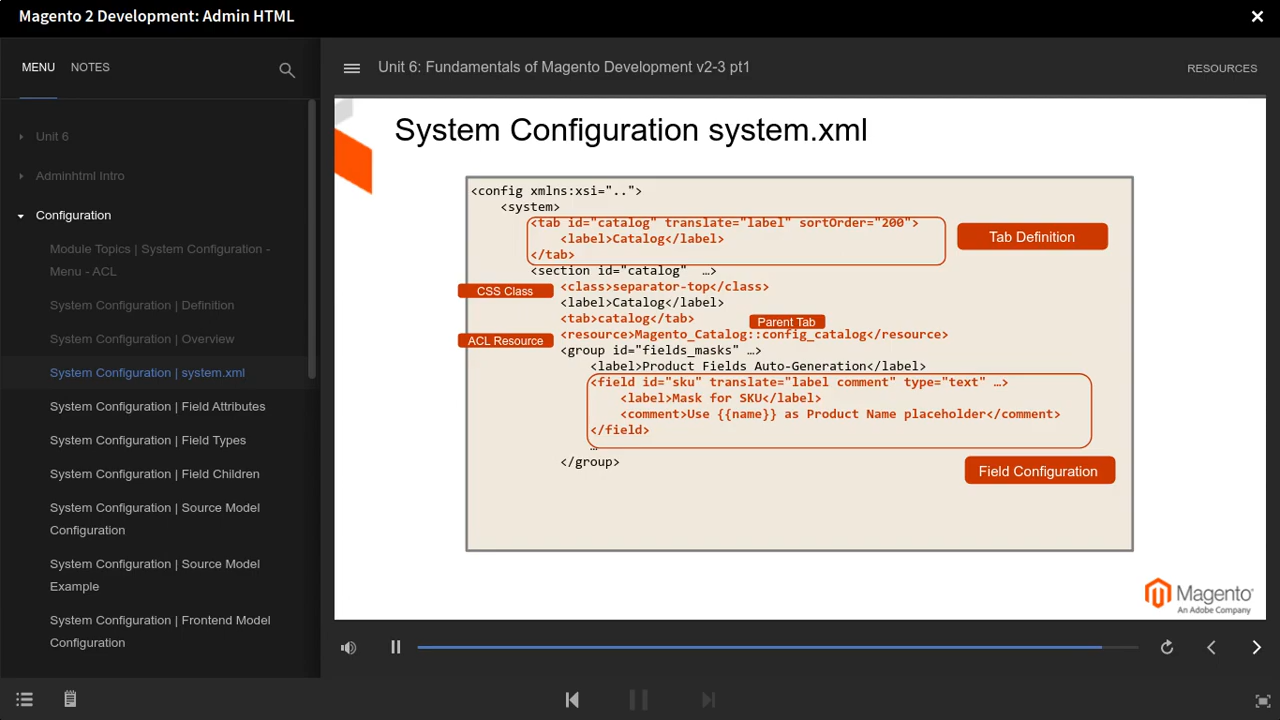 Magento 2 Development: Admin HTML
MENU
NOTES
Unit 6: Fundamentals of Magento Development v2-3 pt1
RESOURCES
Unit 6
Adminhtml Intro
Configuration
Module Topics | System Configuration -
Menu - ACL
System Configuration | Definition
System Configuration | Overview
System Configuration | system.xml
System Configuration | Field Attributes
System Configuration | Field Types
System Configuration | Field Children
System Configuration | Source Model
Configuration
System Configuration | Source Model
Example
System Configuration | Frontend Model
Configuration
System Configuration system.xml
<config xmlns:xsi="..">
<system>
<tab id="catalog" translate="label" sortOrder="200">
<label>Catalog</label>
</tab>
Tab Definition
<section id="catalog" …>
CSS Class
<class>separator-top</class>
<label>Catalog</label>
<tab>catalog</tab>
Parent Tab
ACL Resource
<resource>Magento_Catalog::config_catalog</resource>
<group id="fields_masks" …>
<label>Product Fields Auto-Generation</label>
<field id="sku" translate="label comment" type="text" …>
<label>Mask for SKU</label>
<comment>Use {{name}} as Product Name placeholder</comment>
</field>
…
</group>
Field Configuration
Magento
An Adobe Company